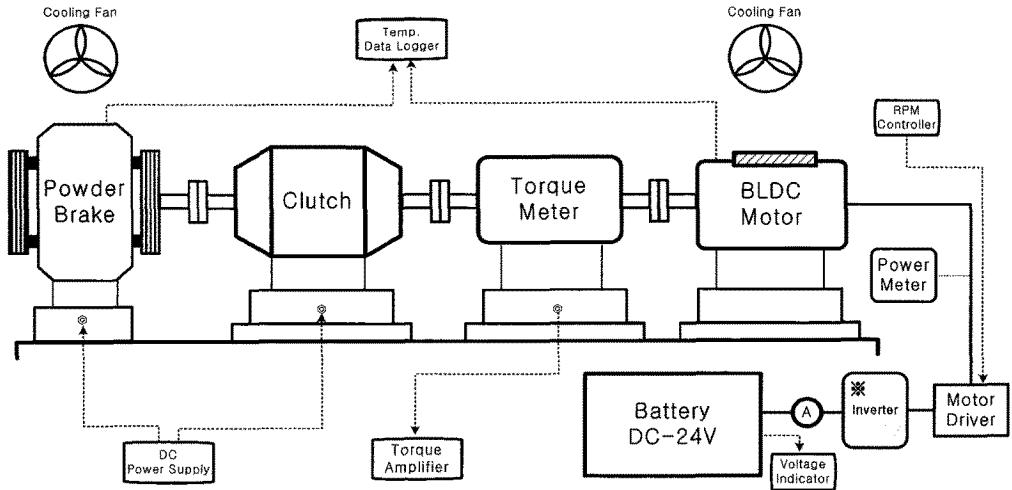 Cooling Fan
Temp.
Data Logger
Cooling Fan
RPM
Controller
Powder
Brake
Clutch
Torque
Meter
BLDC
Motor
Power
Meter
Battery
DC-24V
A
※
Inverter
Motor
Driver
DC
Power Supply
Torque
Amplifier
Voltage
Indicator